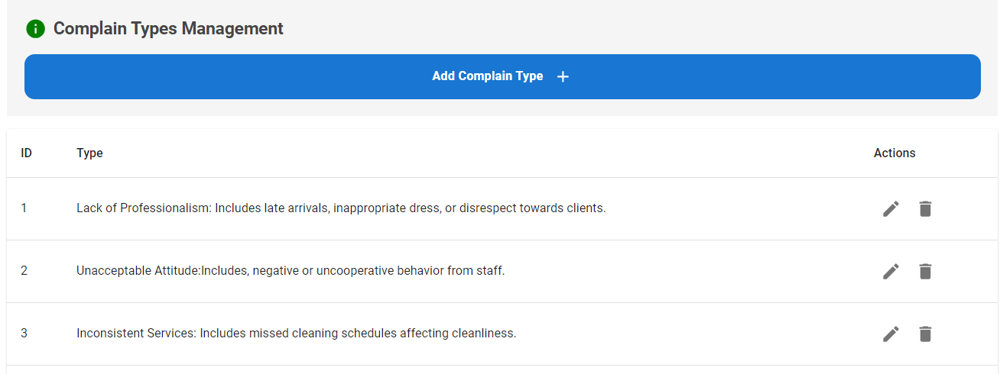 Complain Types Management
Add Complain Type +
ID Type Actions
1 Lack of Professionalism: Includes late arrivals, inappropriate dress, or disrespect towards clients.
2 Unacceptable Attitude:Includes, negative or uncooperative behavior from staff.
3 Inconsistent Services: Includes missed cleaning schedules affecting cleanliness.